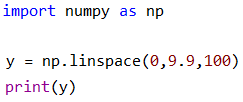 import numpy as np
y = np.linspace(0,9.9,100)
print(y)